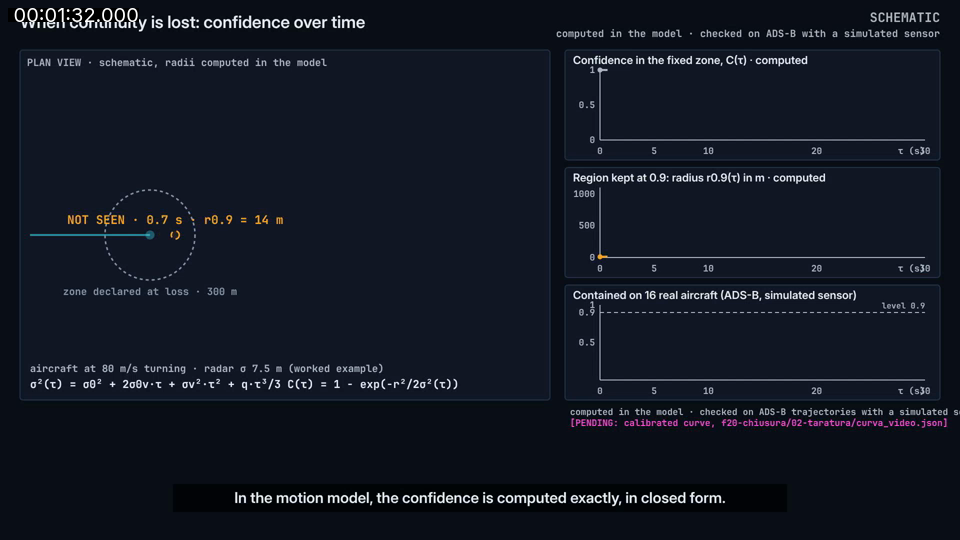 00:01:32.000
When continuity is lost: confidence over time
SCHEMATIC
computed in the model · checked on ADS-B with a simulated sensor
PLAN VIEW · schematic, radii computed in the model
NOT SEEN · 0.7 s · r0.9 = 14 m
zone declared at loss · 300 m
aircraft at 80 m/s turning · radar σ 7.5 m (worked example)
σ²(τ) = σ0² + 2σ0v·τ + σv²·τ² + q·τ³/3 C(τ) = 1 - exp(-r²/2σ²(τ))
Confidence in the fixed zone, C(τ) · computed
1
0.5
0
0 5 10 20 τ (s) 30
Region kept at 0.9: radius r0.9(τ) in m · computed
1000
500
0
0 5 10 20 τ (s) 30
Contained on 16 real aircraft (ADS-B, simulated sensor)
1
level 0.9
0.9
0.5
0 5 10 20 τ (s) 30
computed in the model · checked on ADS-B trajectories with a simulated s
[PENDING: calibrated curve, f20-chiusura/02-taratura/curva_video.json]
In the motion model, the confidence is computed exactly, in closed form.